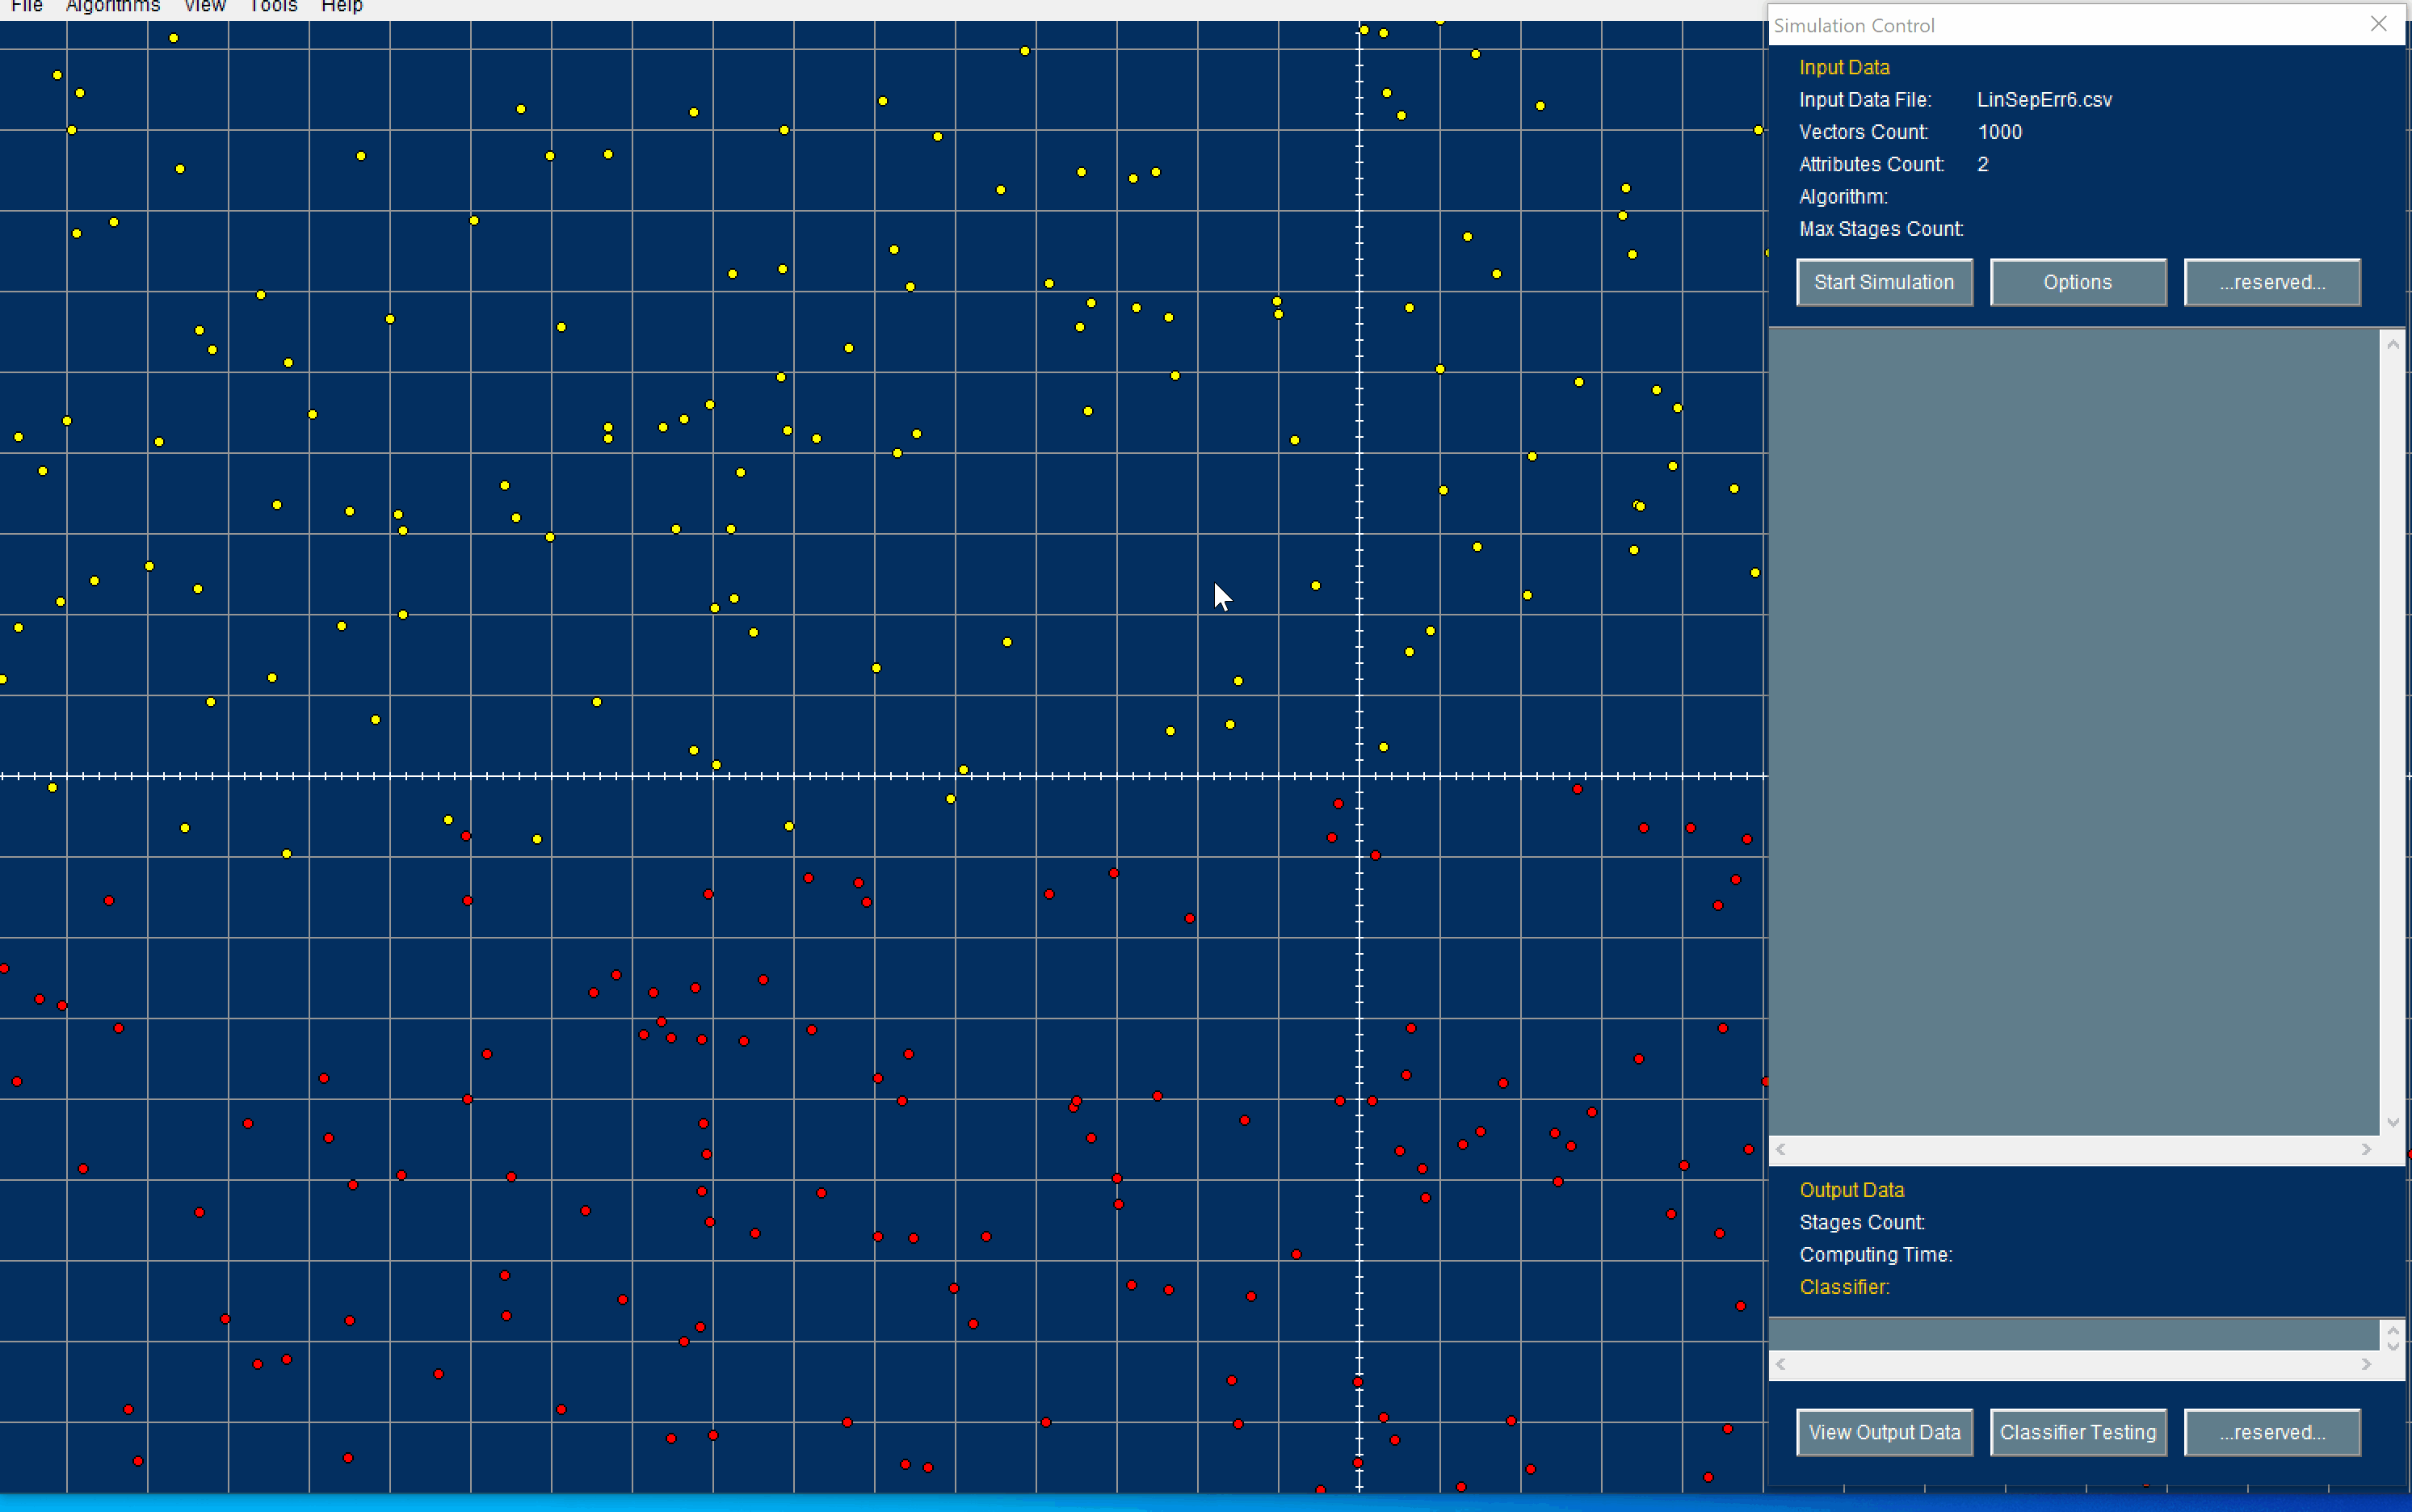 File Algorithms View Tools Help
Simulation Control
Input Data
Input Data File: LinSepErr6.csv
Vectors Count: 1000
Attributes Count: 2
Algorithm:
Max Stages Count:
Start Simulation Options ...reserved...
Output Data
Stages Count:
Computing Time:
Classifier:
View Output Data Classifier Testing ...reserved...